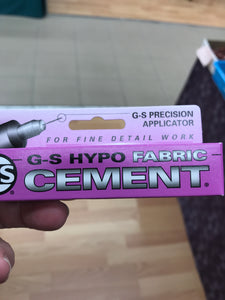 G-S PRECISION
APPLICATOR
FOR FINE DETAIL WORK
G-S HYPO FABRIC
CEMENT®